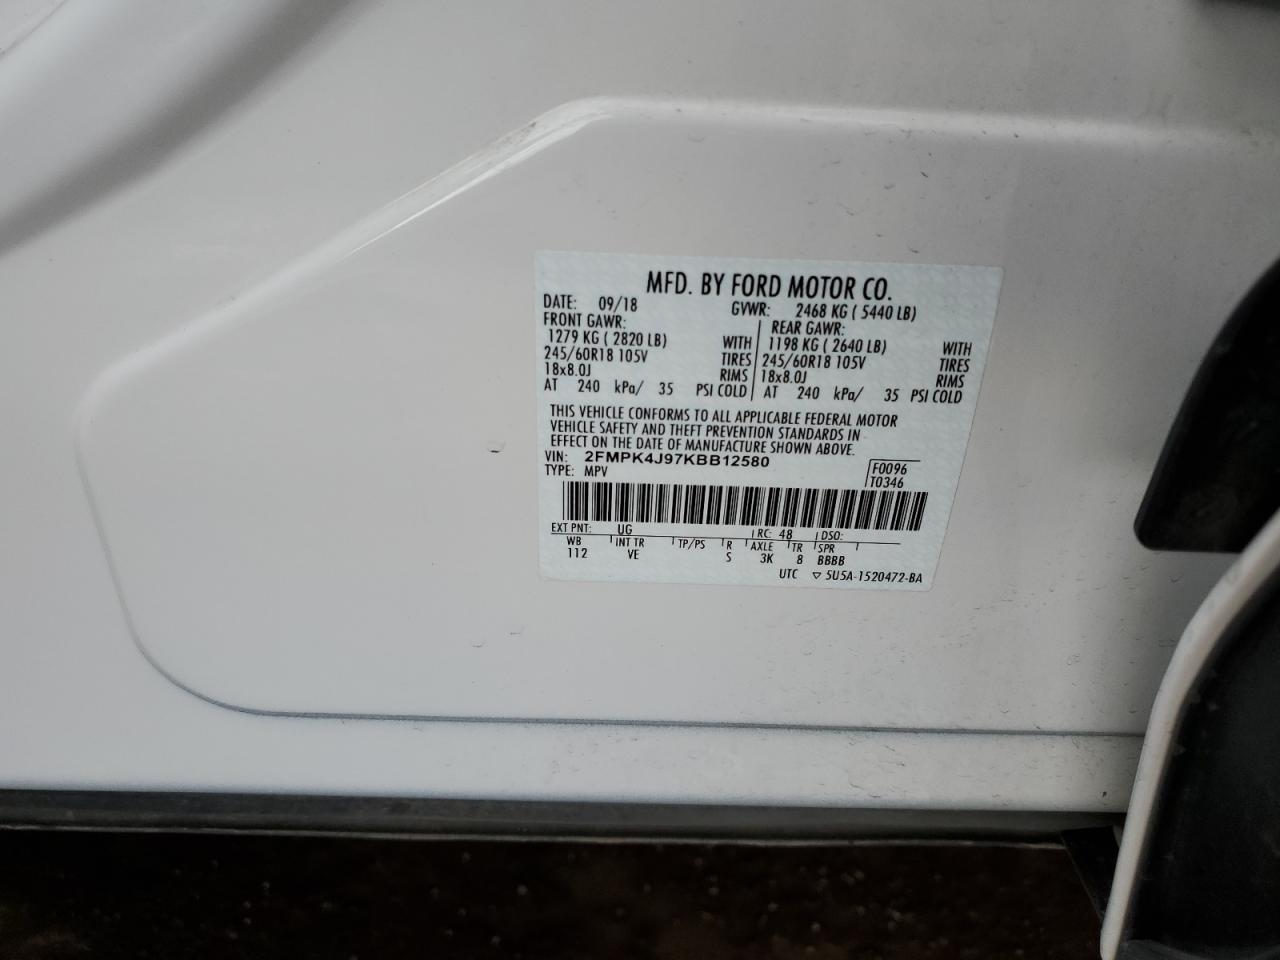 MFD. BY FORD MOTOR CO.
DATE: 09/18 GVWR: 2468 KG ( 5440 LB)
FRONT GAWR: REAR GAWR:
1279 KG ( 2820 LB) WITH 1198 KG ( 2640 LB) WITH
245/60R18 105V TIRES 245/60R18 105V TIRES
18x8.0J RIMS 18x8.0J RIMS
AT 240 kPa/ 35 PSI COLD AT 240 kPa/ 35 PSI COLD
THIS VEHICLE CONFORMS TO ALL APPLICABLE FEDERAL MOTOR
VEHICLE SAFETY AND THEFT PREVENTION STANDARDS IN
EFFECT ON THE DATE OF MANUFACTURE SHOWN ABOVE.
VIN: 2FMPK4J97KBB12580 F0096
TYPE: MPV T0346
EXT PNT: UG RC: 48 DSO:
WB INT TR TP/PS R AXLE TR SPR
112 VE S 3K 8 BBBB
UTC ▽ 5U5A-1520472-BA